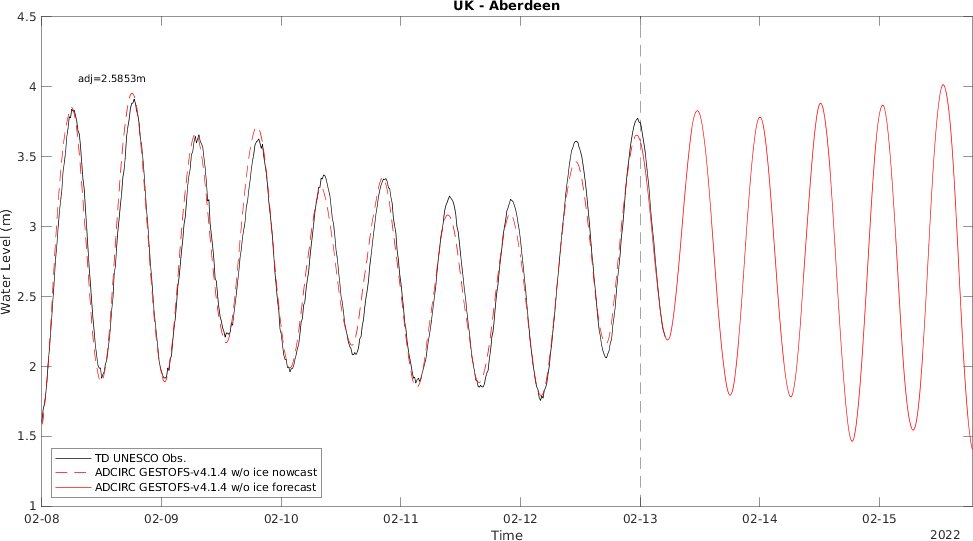 UK - Aberdeen
4.5
4
3.5
3
2.5
2
1.5
1
Water Level (m)
adj=2.5853m
TD UNESCO Obs.
ADCIRC GESTOFS-v4.1.4 w/o ice nowcast
ADCIRC GESTOFS-v4.1.4 w/o ice forecast
02-08 02-09 02-10 02-11 02-12 02-13 02-14 02-15
Time
2022